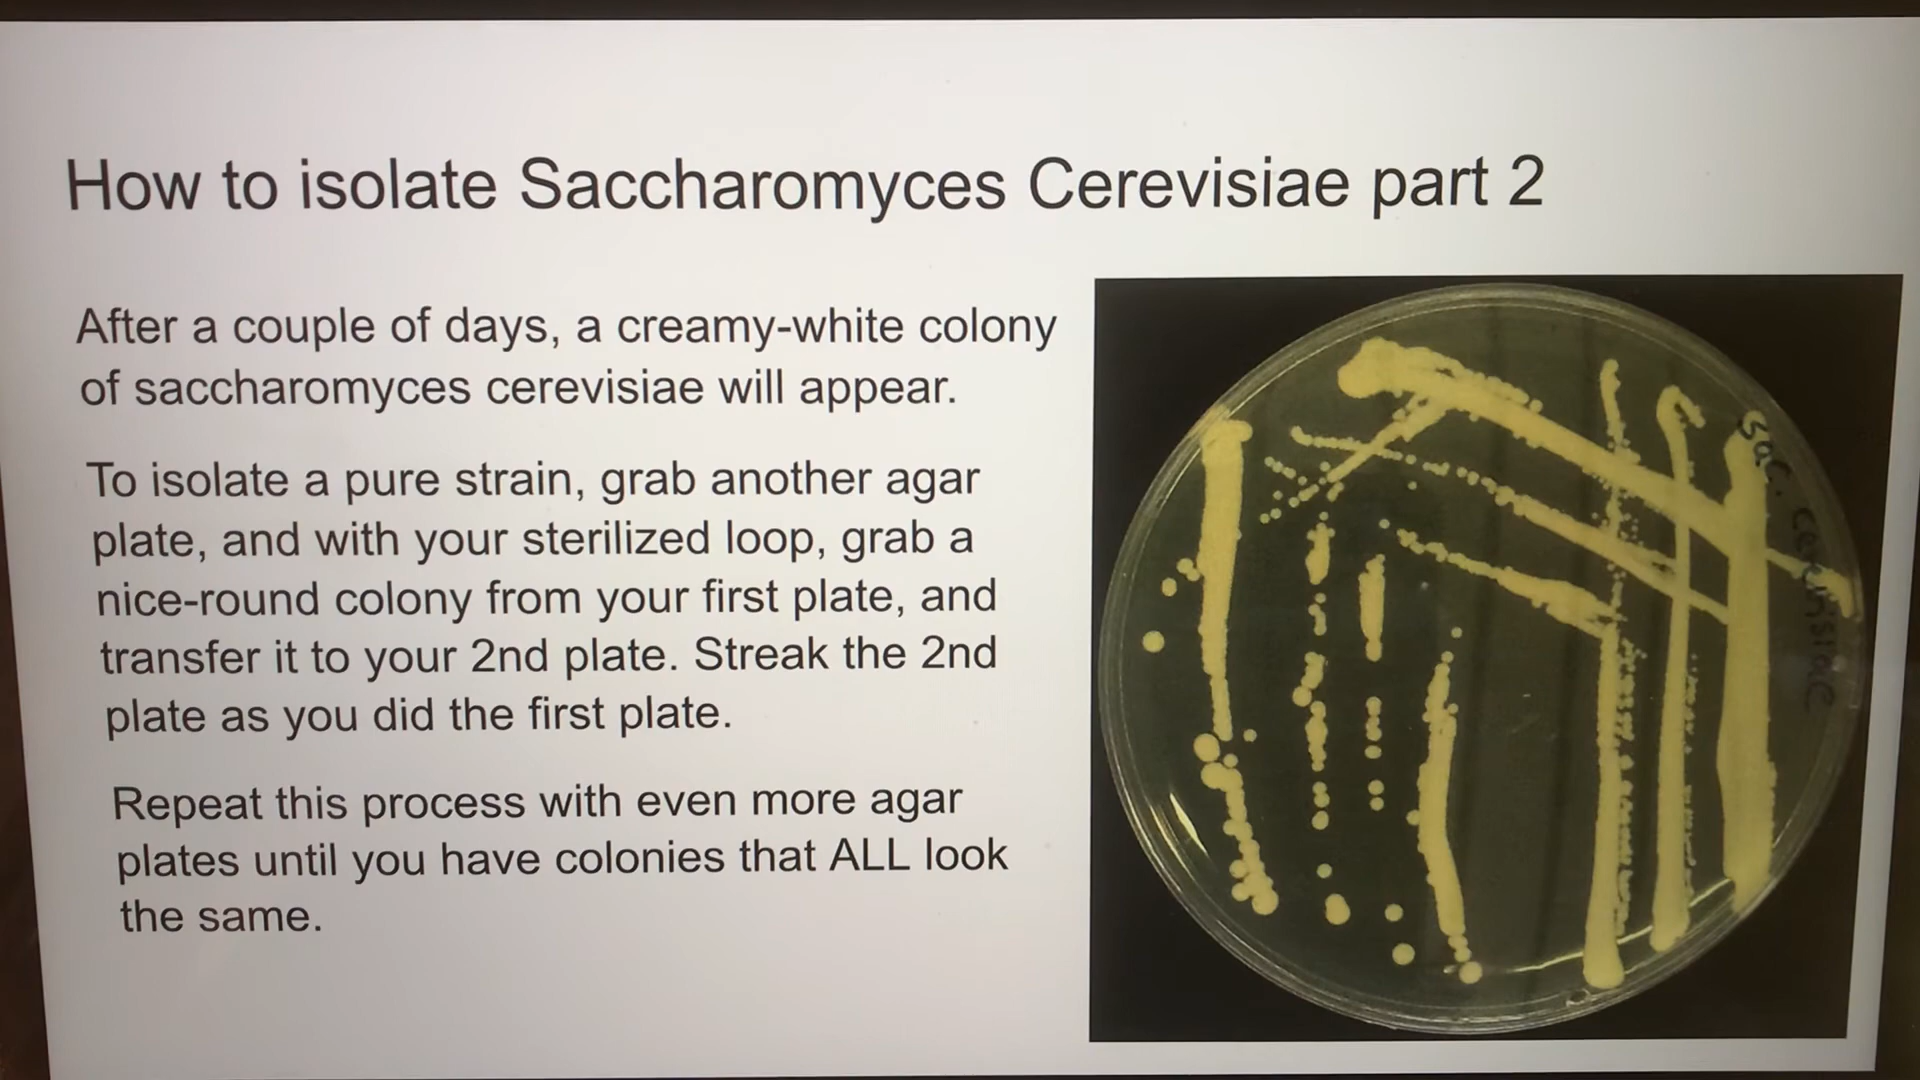 How to isolate Saccharomyces Cerevisiae part 2
After a couple of days, a creamy-white colony
of saccharomyces cerevisiae will appear.
To isolate a pure strain, grab another agar
plate, and with your sterilized loop, grab a
nice-round colony from your first plate, and
transfer it to your 2nd plate. Streak the 2nd
plate as you did the first plate.
Repeat this process with even more agar
plates until you have colonies that ALL look
the same.
Sac. cerevisiae